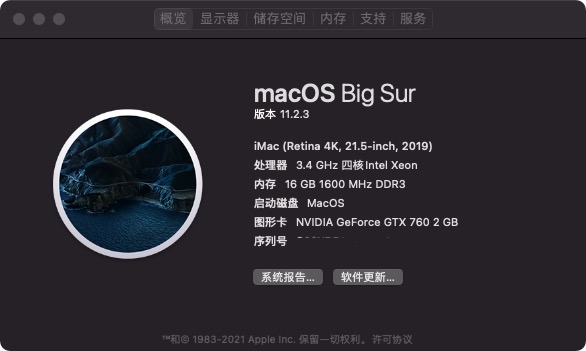 概览 显示器 储存空间 内存 支持 服务
macOS Big Sur
版本 11.2.3
iMac (Retina 4K, 21.5-inch, 2019)
处理器 3.4 GHz 四核Intel Xeon
内存 16 GB 1600 MHz DDR3
启动磁盘 MacOS
图形卡 NVIDIA GeForce GTX 760 2 GB
序列号
系统报告... 软件更新...
™和© 1983-2021 Apple Inc. 保留一切权利。许可协议